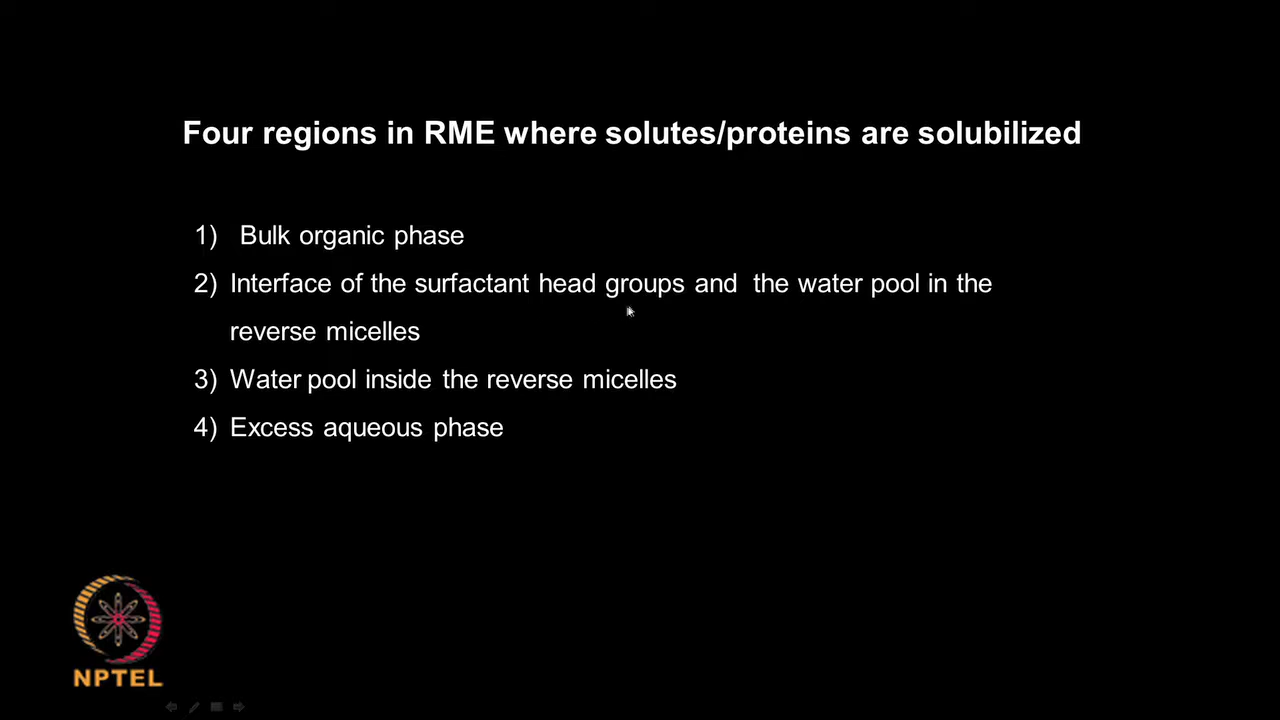 Four regions in RME where solutes/proteins are solubilized
1) Bulk organic phase
2) Interface of the surfactant head groups and the water pool in the
reverse micelles
3) Water pool inside the reverse micelles
4) Excess aqueous phase
NPTEL